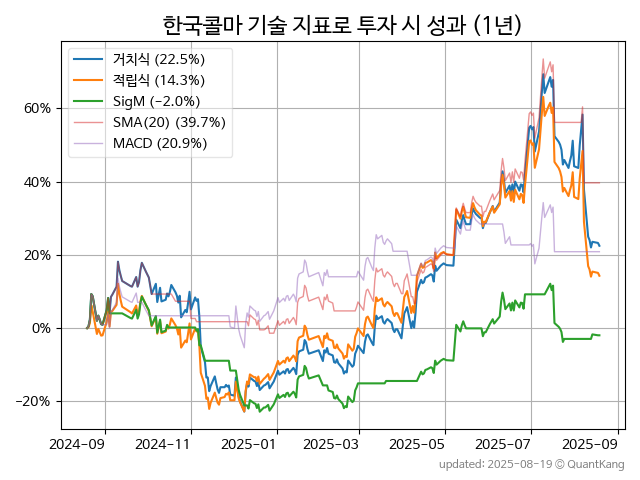 한국콜마 기술 지표로 투자 시 성과 (1년)
거치식 (22.5%)
적립식 (14.3%)
SigM (−2.0%)
SMA(20) (39.7%)
MACD (20.9%)
60%
40%
20%
0%
−20%
2024-09 2024-11 2025-01 2025-03 2025-05 2025-07 2025-09
updated: 2025-08-19 © QuantKang